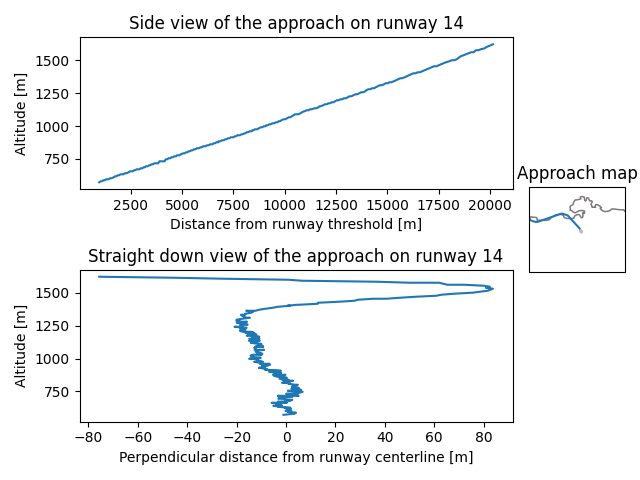 Side view of the approach on runway 14
Altitude [m]
1500
1250
1000
750
2500 5000 7500 10000 12500 15000 17500 20000
Distance from runway threshold [m]
Approach map
Straight down view of the approach on runway 14
Altitude [m]
1500
1250
1000
750
−80 −60 −40 −20 0 20 40 60 80
Perpendicular distance from runway centerline [m]